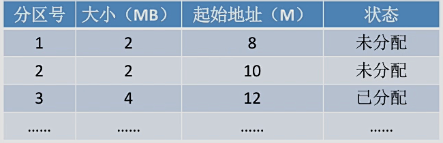 分区号 大小（MB） 起始地址（M） 状态
1 2 8 未分配
2 2 10 未分配
3 4 12 已分配
…… …… …… ……